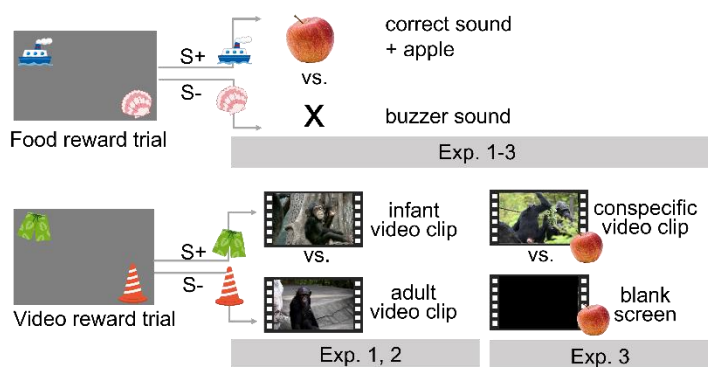 S+
S-
correct sound
+ apple
vs.
X
buzzer sound
Food reward trial
Exp. 1-3
S+
S-
infant
video clip
vs.
adult
video clip
conspecific
video clip
vs.
blank
screen
Video reward trial
Exp. 1, 2
Exp. 3